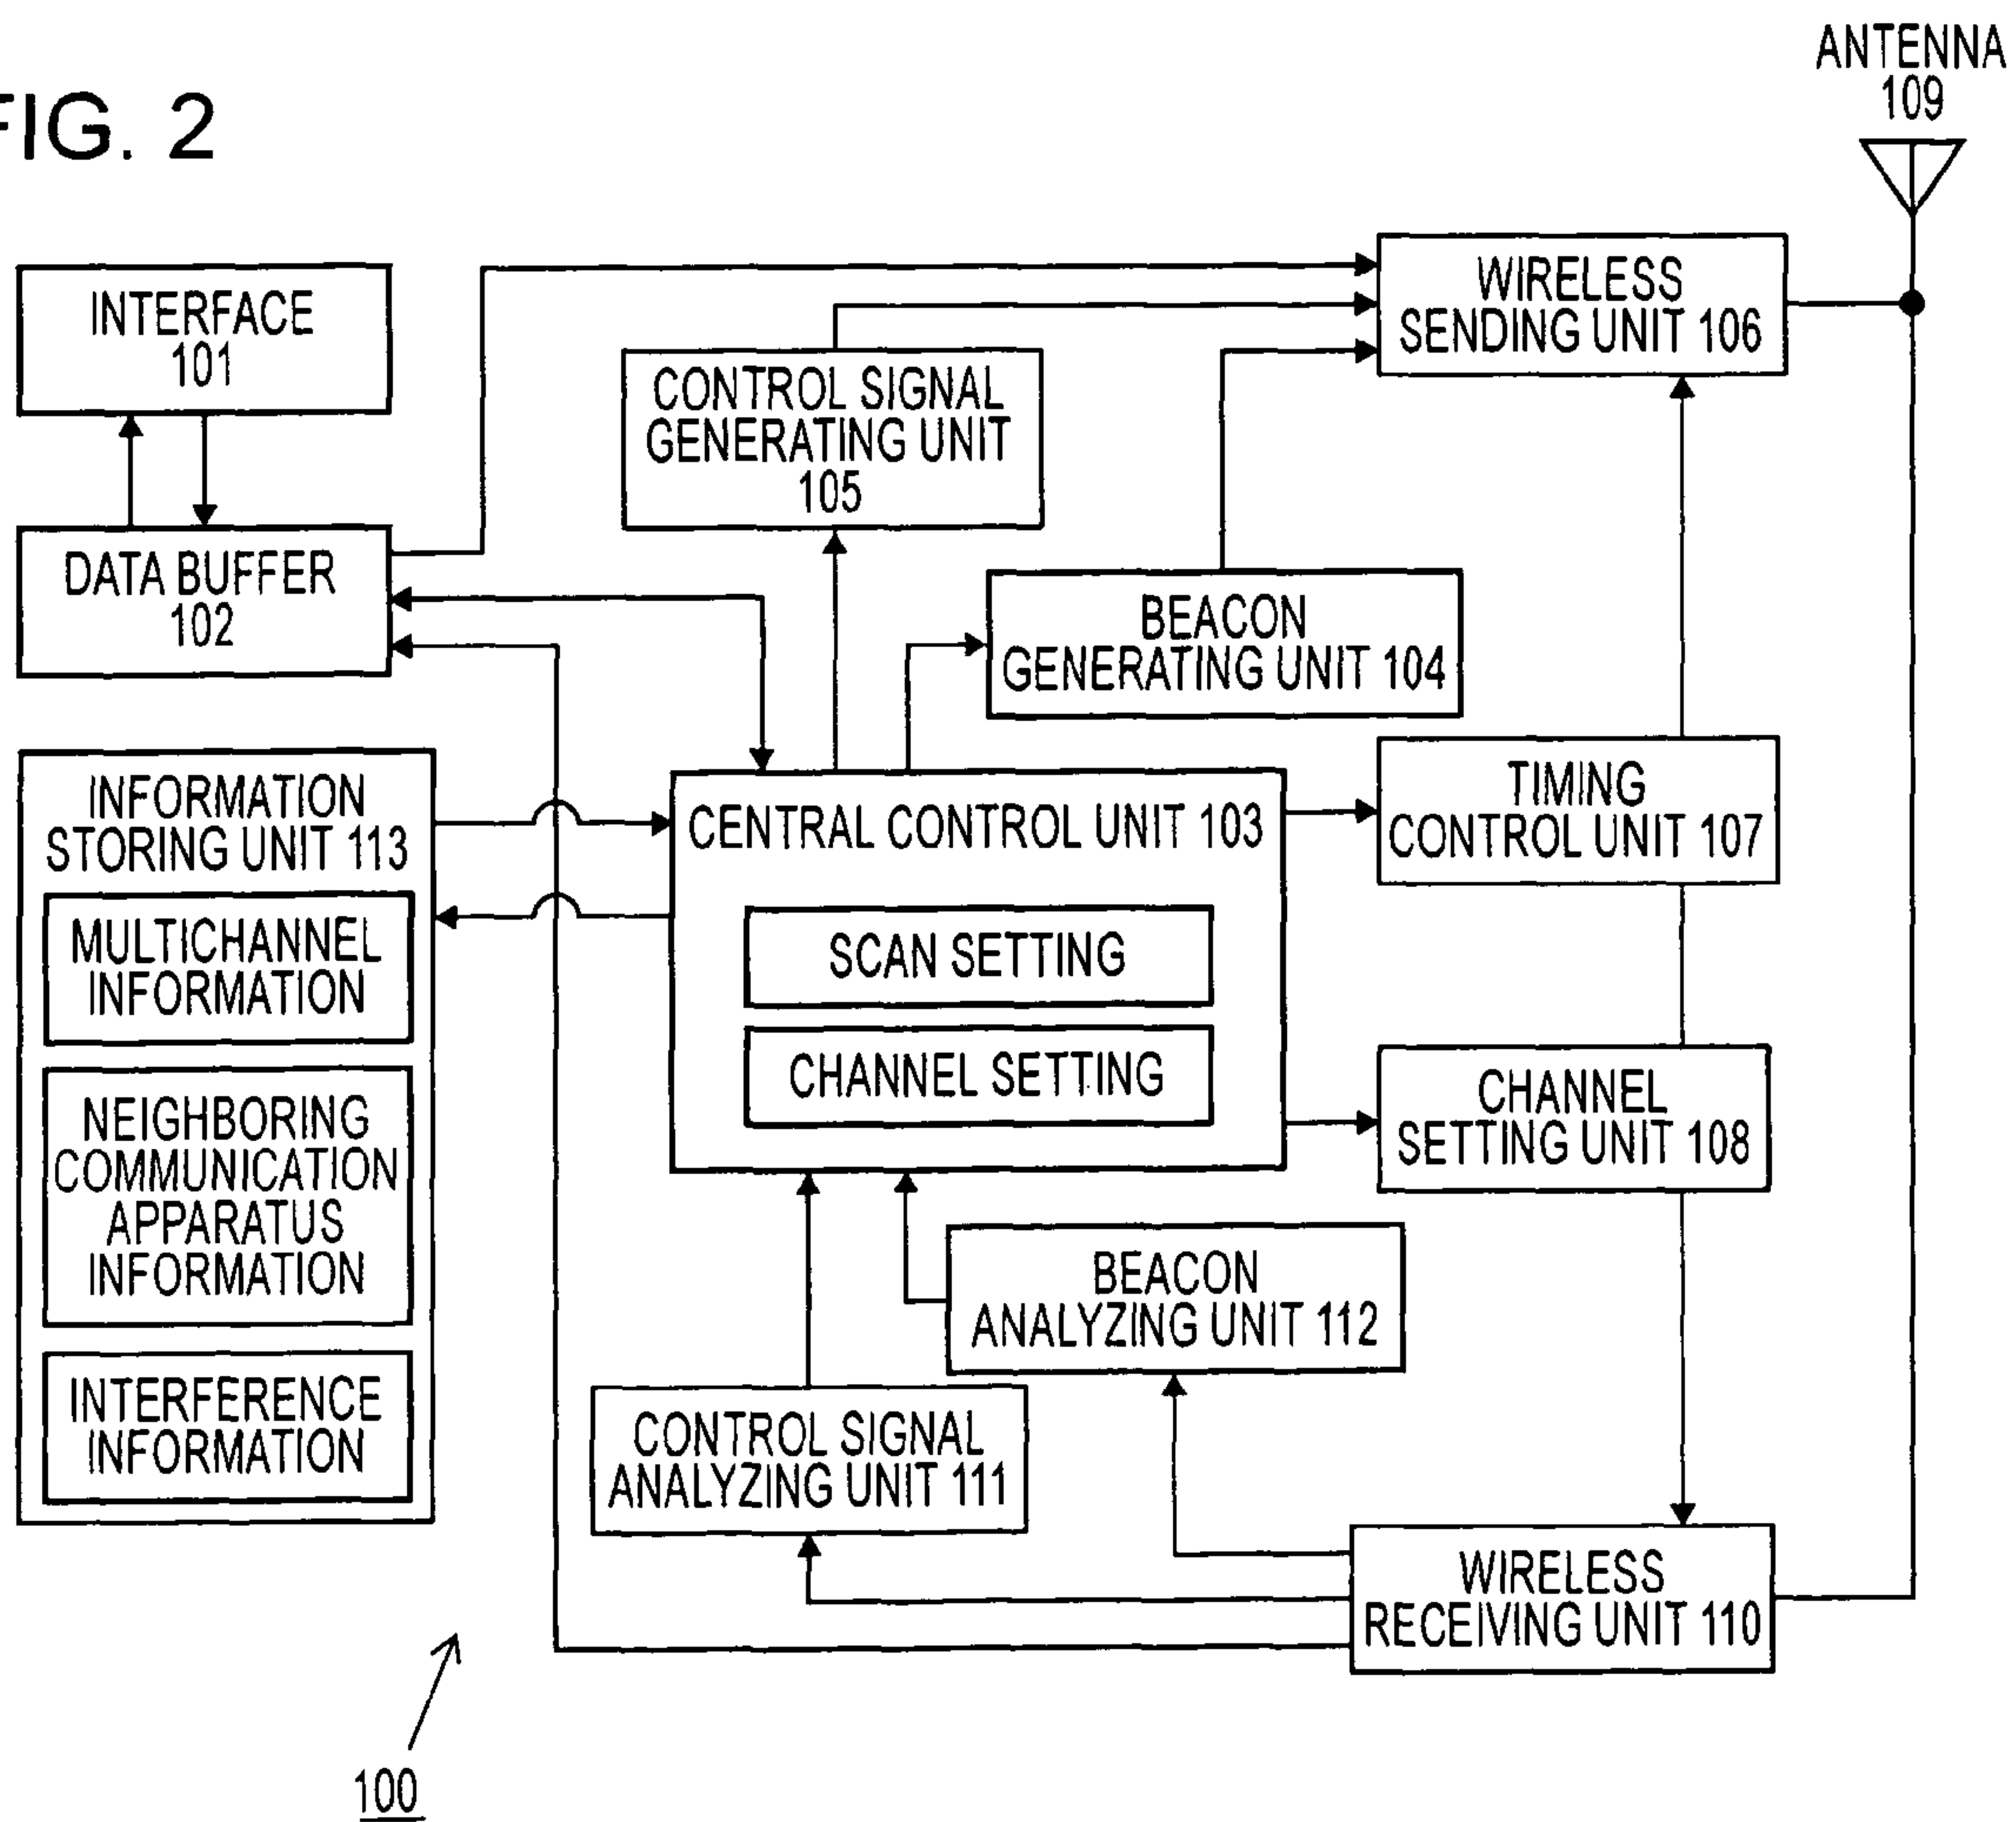 FIG. 2
ANTENNA
109
INTERFACE
101
WIRELESS
SENDING UNIT 106
CONTROL SIGNAL
GENERATING UNIT
105
DATA BUFFER
102
BEACON
GENERATING UNIT 104
INFORMATION
STORING UNIT 113
MULTICHANNEL
INFORMATION
NEIGHBORING
COMMUNICATION
APPARATUS
INFORMATION
INTERFERENCE
INFORMATION
CENTRAL CONTROL UNIT 103
SCAN SETTING
CHANNEL SETTING
TIMING
CONTROL UNIT 107
CHANNEL
SETTING UNIT 108
BEACON
ANALYZING UNIT 112
CONTROL SIGNAL
ANALYZING UNIT 111
WIRELESS
RECEIVING UNIT 110
100